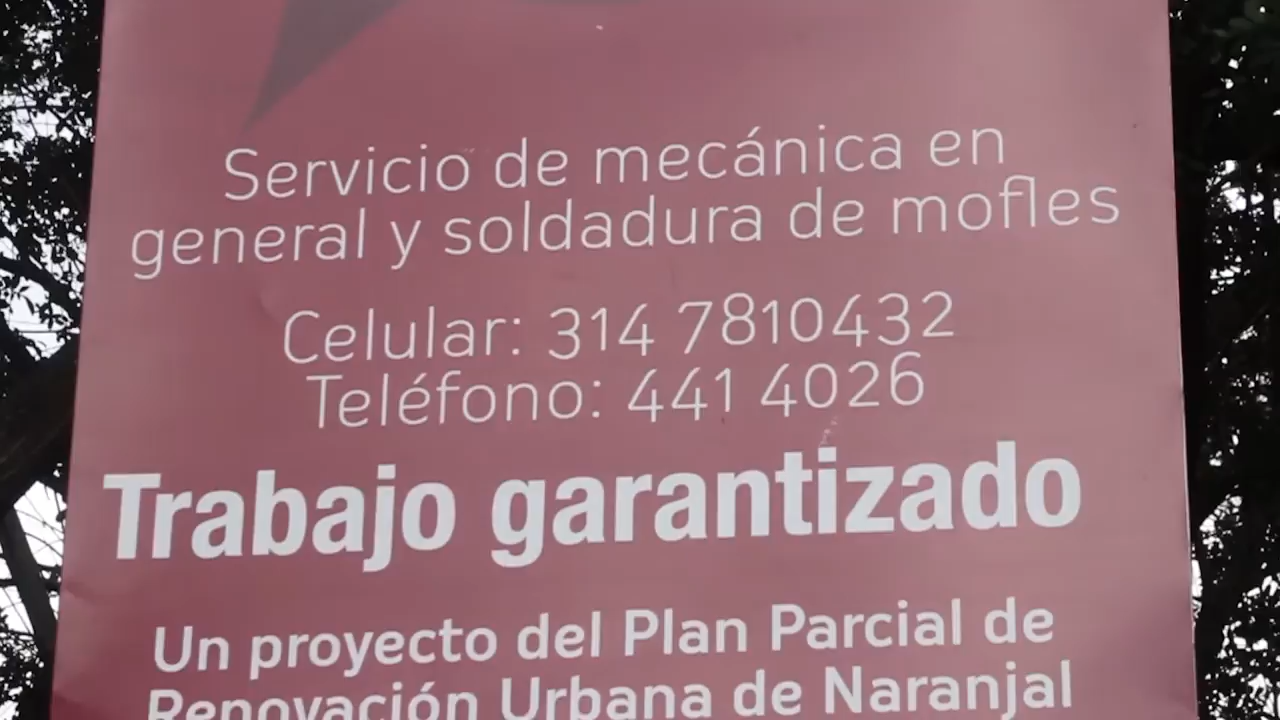 Servicio de mecánica en
general y soldadura de mofles
Celular: 314 7810432
Teléfono: 441 4026
Trabajo garantizado
Un proyecto del Plan Parcial de
Renovación Urbana de Naranjal